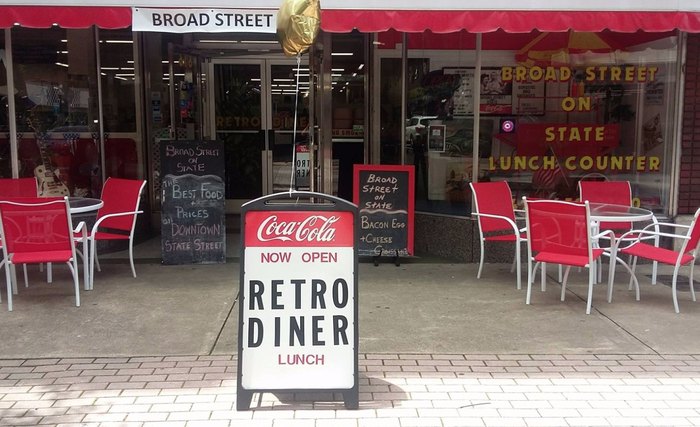 BROAD STREET
BROAD STREET
ON
STATE
LUNCH COUNTER
RETRO DINER
BROAD STREET
ON
STATE
BEST FOOD
+
PRICES
DOWNTOWN
STATE STREET
BROAD
STREET ON
STATE
BACON EGG
+CHEESE
Coca-Cola
NOW OPEN
RETRO
DINER
LUNCH